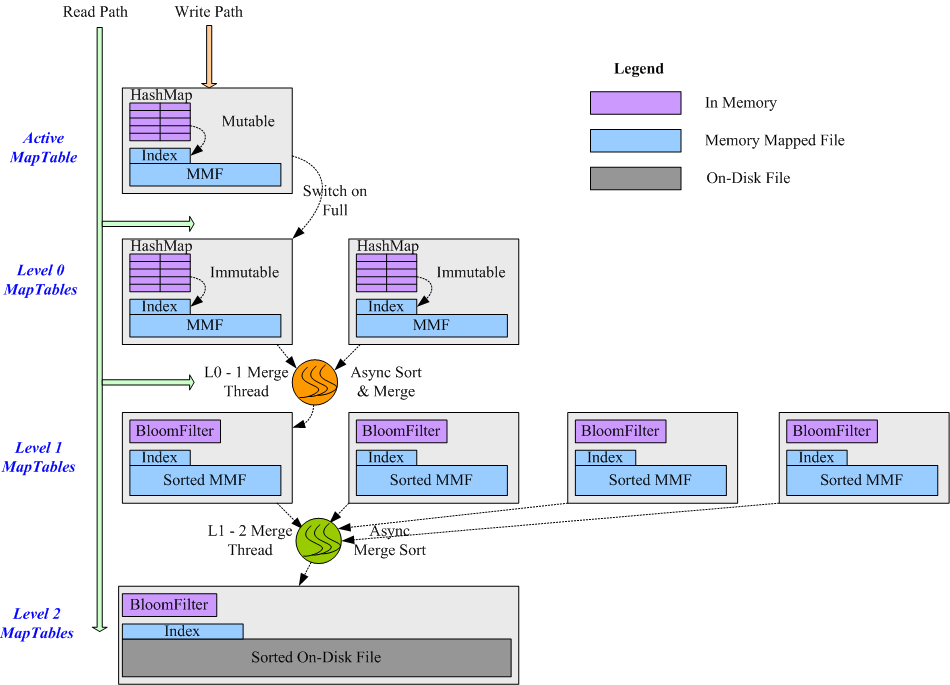 Read Path
Write Path
Legend
In Memory
Memory Mapped File
On-Disk File
Active
MapTable
HashMap
Mutable
Index
MMF
Switch on
Full
Level 0
MapTables
HashMap
Immutable
Index
MMF
HashMap
Immutable
Index
MMF
L0 - 1 Merge
Thread
Async Sort
& Merge
Level 1
MapTables
BloomFilter
Index
Sorted MMF
BloomFilter
Index
Sorted MMF
BloomFilter
Index
Sorted MMF
BloomFilter
Index
Sorted MMF
L1 - 2 Merge
Thread
Async
Merge Sort
Level 2
MapTables
BloomFilter
Index
Sorted On-Disk File